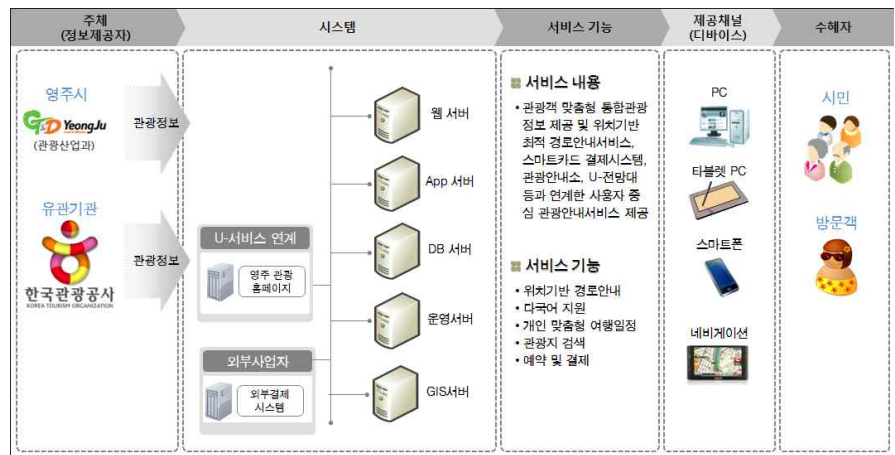 주체
(정보제공자)
시스템
서비스 기능
제공채널
(디바이스)
수혜자
영주시
G&D YeongJu
(관광산업과)
관광정보
유관기관
한국관광공사
KOREA TOURISM ORGANIZATION
관광정보
웹 서버
App 서버
U-서비스 연계
영주 관광
홈페이지
DB 서버
운영서버
외부사업자
외부결제
시스템
GIS서버
서비스 내용
• 관광객 맞춤형 통합관광
정보 제공 및 위치기반
최적 경로안내서비스,
스마트카드 결제시스템,
관광안내소, U-전망대
등과 연계한 사용자 중
심 관광안내서비스 제공
서비스 기능
• 위치기반 경로안내
• 다국어 지원
• 개인 맞춤형 여행일정
• 관광지 검색
• 예약 및 결제
PC
타블렛 PC
스마트폰
네비게이션
시민
방문객